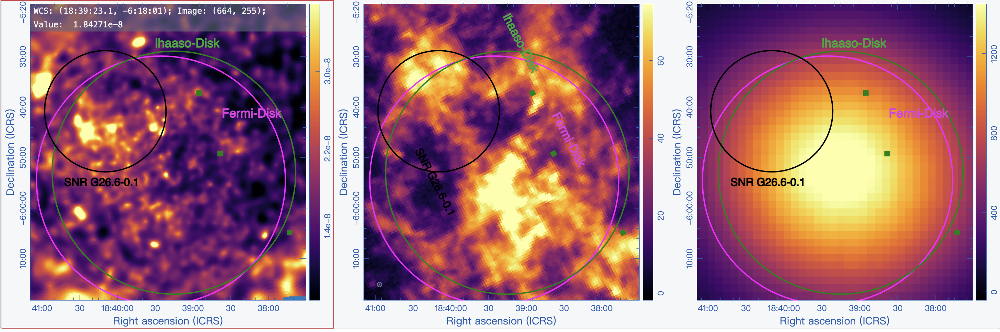 WCS: (18:39:23.1, -6:18:01); Image: (664, 255);
Value: 1.84271e-8
lhaaso-Disk
Fermi-Disk
SNR G26.6-0.1
−5:20
30:00
40:00
50:00
−6:00:00
10:00
Declination (ICRS)
41:00
30
18:40:00
30
39:00
30
38:00
Right ascension (ICRS)
3.0e−8
2.2e−8
1.4e−8
lhaaso-Disk
Fermi-Disk
SNR G26.6-0.1
−5:20
30:00
40:00
50:00
−6:00:00
10:00
Declination (ICRS)
41:00
30
18:40:00
30
39:00
30
38:00
Right ascension (ICRS)
60
40
20
0
lhaaso-Disk
Fermi-Disk
SNR G26.6-0.1
−5:20
30:00
40:00
50:00
−6:00:00
10:00
Declination (ICRS)
41:00
30
18:40:00
30
39:00
30
38:00
Right ascension (ICRS)
1200
800
400
0